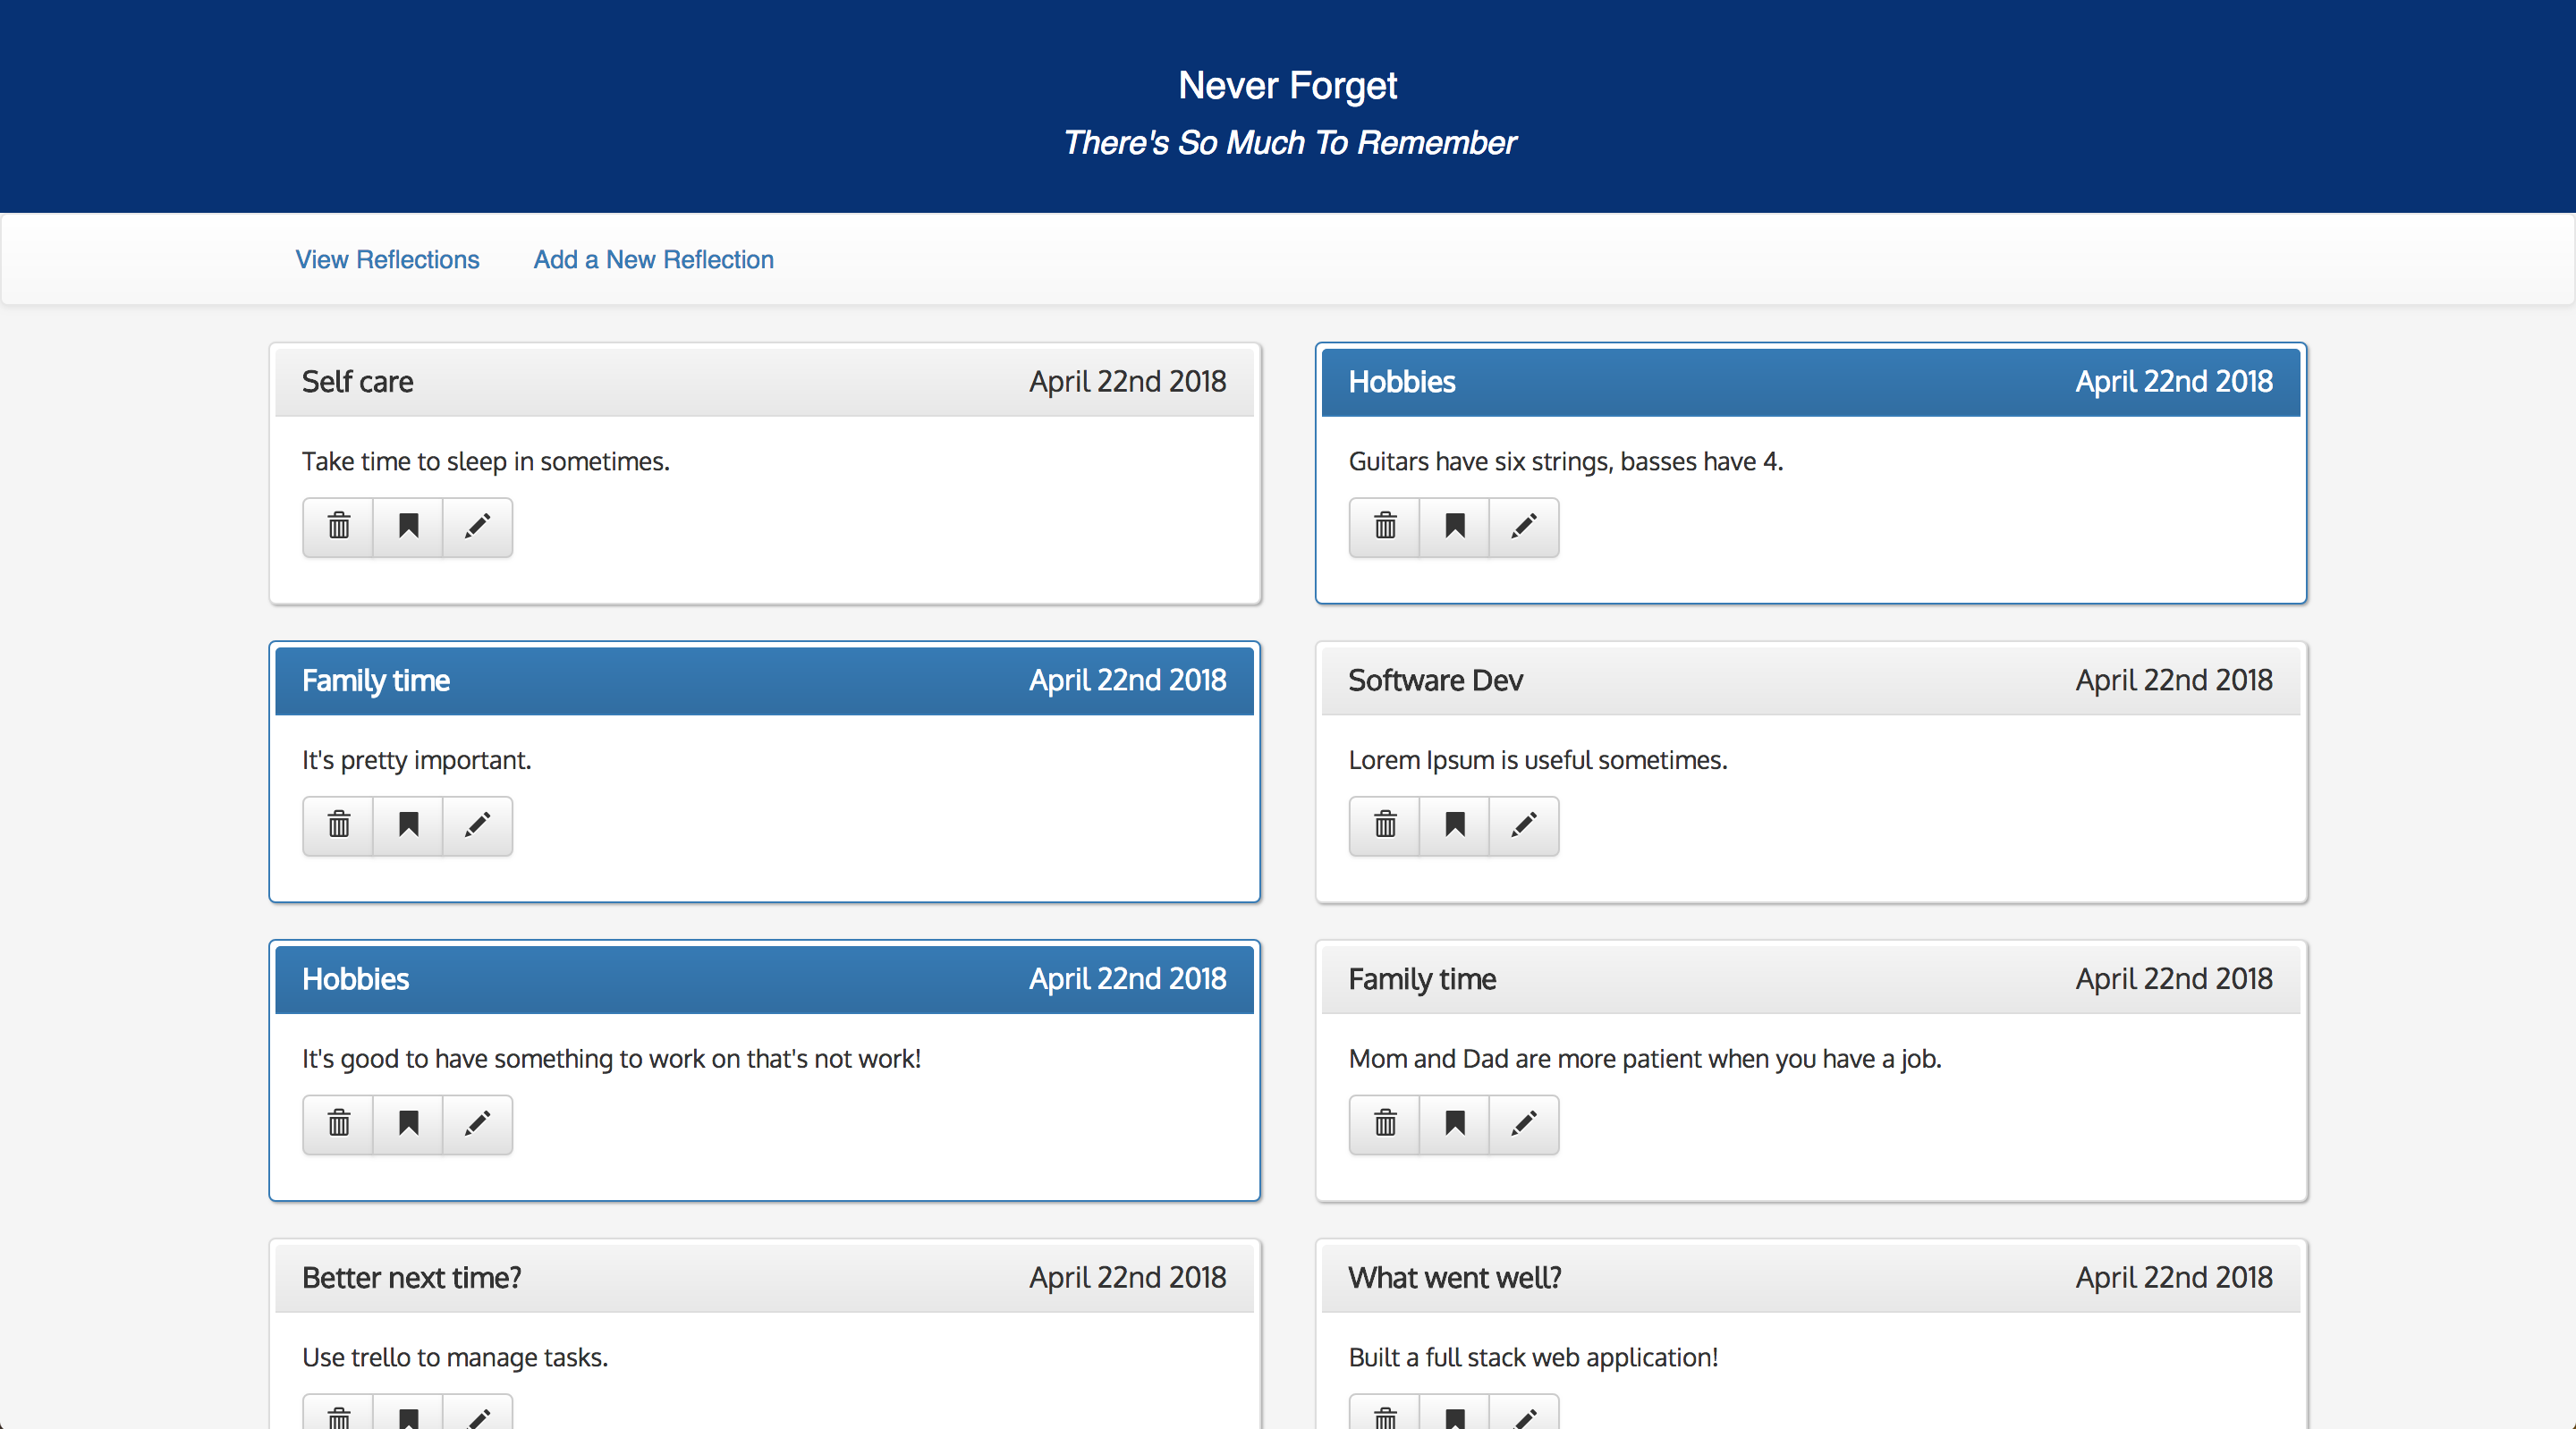 Never Forget
There's So Much To Remember
View Reflections
Add a New Reflection
Self care April 22nd 2018
Take time to sleep in sometimes.
Hobbies April 22nd 2018
Guitars have six strings, basses have 4.
Family time April 22nd 2018
It's pretty important.
Software Dev April 22nd 2018
Lorem Ipsum is useful sometimes.
Hobbies April 22nd 2018
It's good to have something to work on that's not work!
Family time April 22nd 2018
Mom and Dad are more patient when you have a job.
Better next time? April 22nd 2018
Use trello to manage tasks.
What went well? April 22nd 2018
Built a full stack web application!